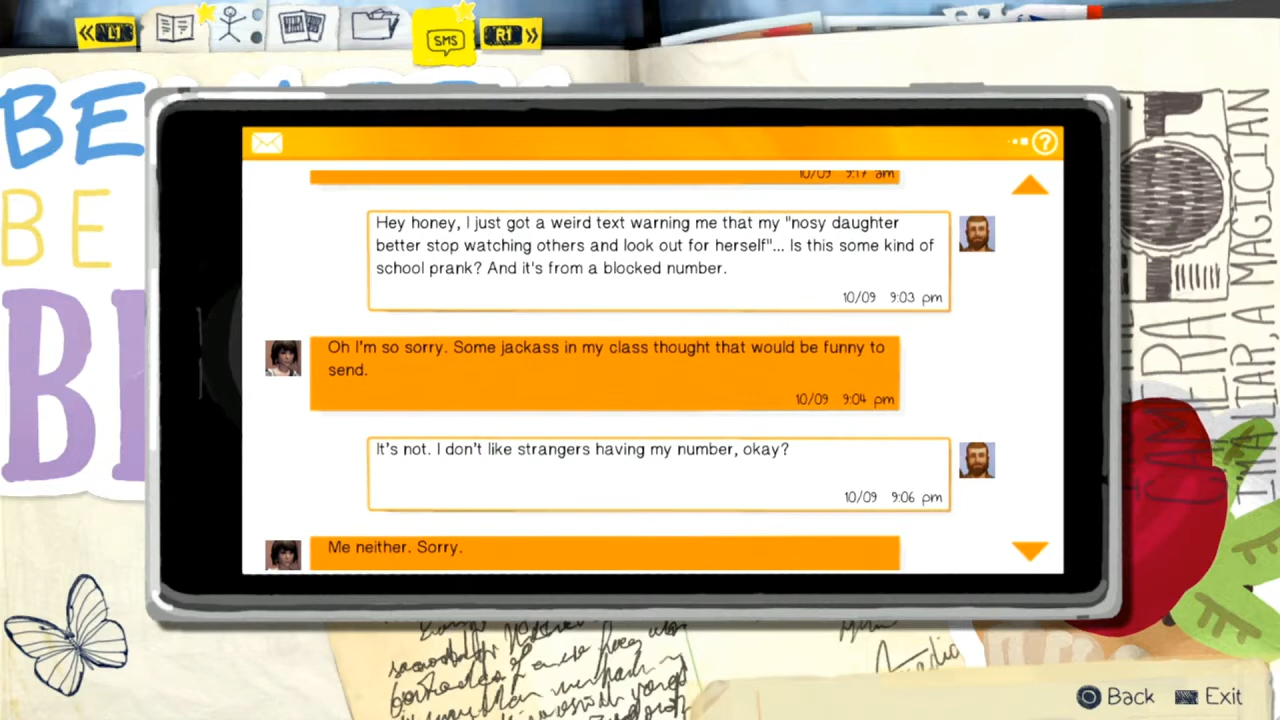 L1
SMS
R1
BE
BE
10/09 9:17 am
Hey honey, I just got a weird text warning me that my "nosy daughter
better stop watching others and look out for herself"... Is this some kind of
school prank? And it's from a blocked number.
10/09 9:03 pm
Oh I'm so sorry. Some jackass in my class thought that would be funny to
send.
10/09 9:04 pm
It's not. I don't like strangers having my number, okay?
10/09 9:06 pm
Me neither. Sorry.
CAMERA
I'M A LIAR, A MAGICIAN
Back
Exit